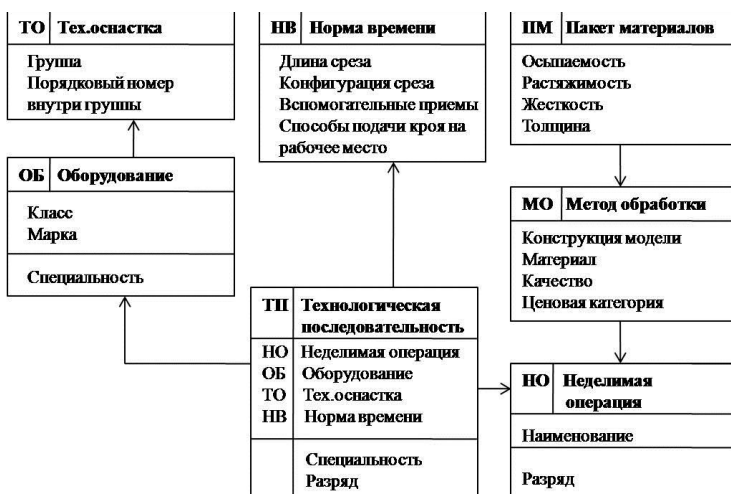 ТО Тех.оснастка
Группа
Порядковый номер
внутри группы
НВ Норма времени
Длина среза
Конфигурация среза
Вспомогательные приемы
Способы подачи кроя на
рабочее место
ПМ Пакет материалов
Осыпаемость
Растяжимость
Жесткость
Толщина
ОБ Оборудование
Класс
Марка
Специальность
МО Метод обработки
Конструкция модели
Материал
Качество
Ценовая категория
ТП Технологическая
последовательность
НО Неделимая операция
ОБ Оборудование
ТО Тех.оснастка
НВ Норма времени
Специальность
Разряд
НО Неделимая
операция
Наименование
Разряд